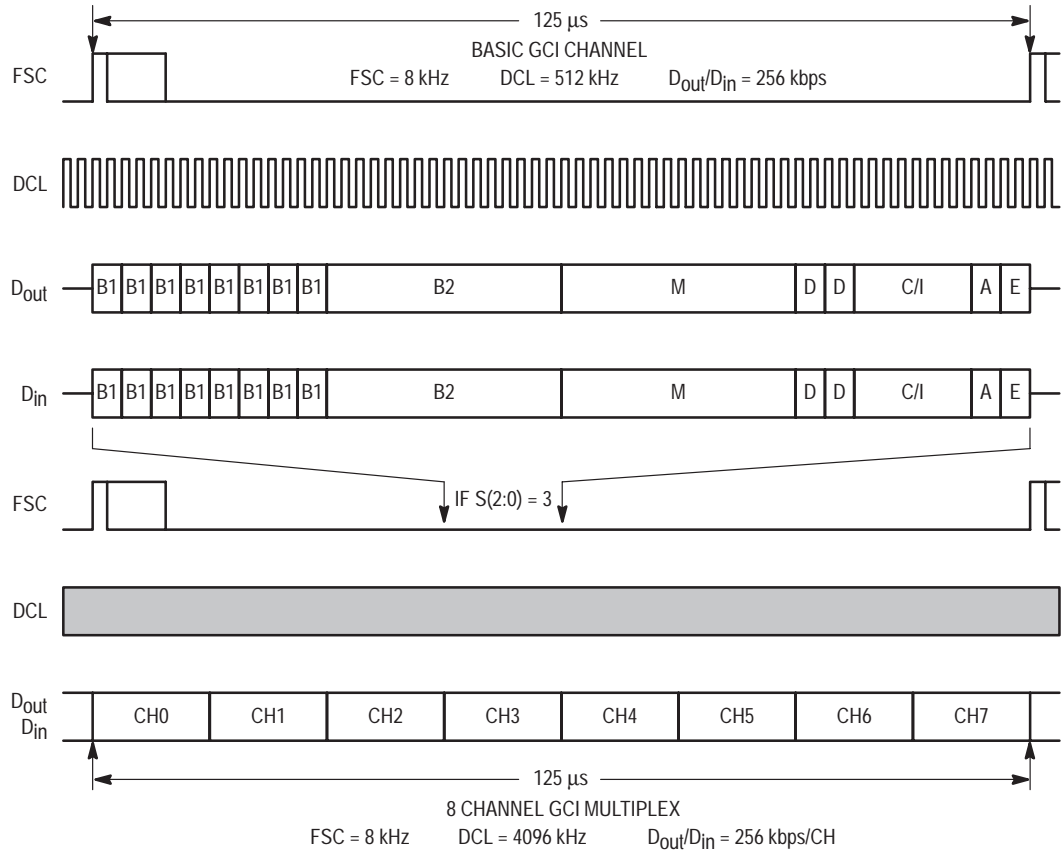 125 µs
BASIC GCI CHANNEL
FSC
FSC = 8 kHz DCL = 512 kHz Dout/Din = 256 kbps
DCL
Dout B1 B1 B1 B1 B1 B1 B1 B1 B2 M D D C/I A E
Din B1 B1 B1 B1 B1 B1 B1 B1 B2 M D D C/I A E
FSC IF S(2:0) = 3
DCL
Dout
Din CH0 CH1 CH2 CH3 CH4 CH5 CH6 CH7
125 µs
8 CHANNEL GCI MULTIPLEX
FSC = 8 kHz DCL = 4096 kHz Dout/Din = 256 kbps/CH